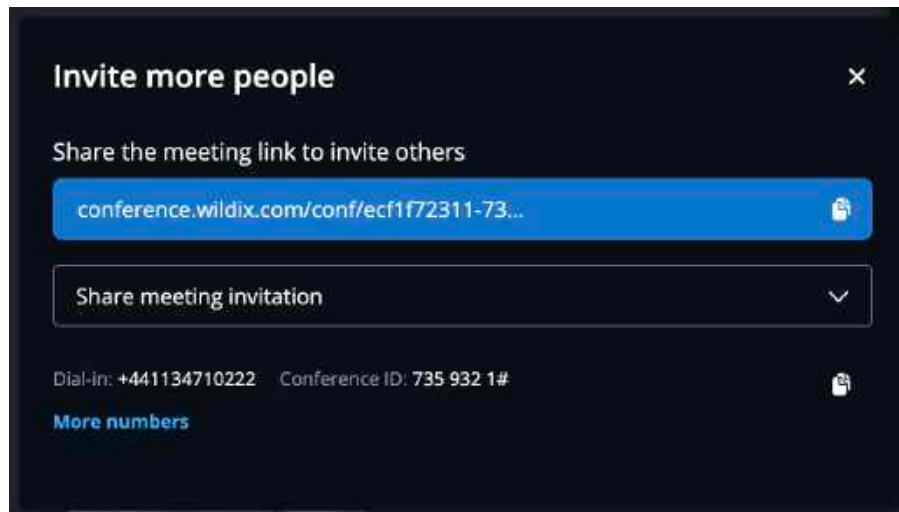 Invite more people
Share the meeting link to invite others
conference.wildix.com/conf/ecf1f72311-73...
Share meeting invitation
Dial-in: +441134710222 Conference ID: 735 932 1#
More numbers